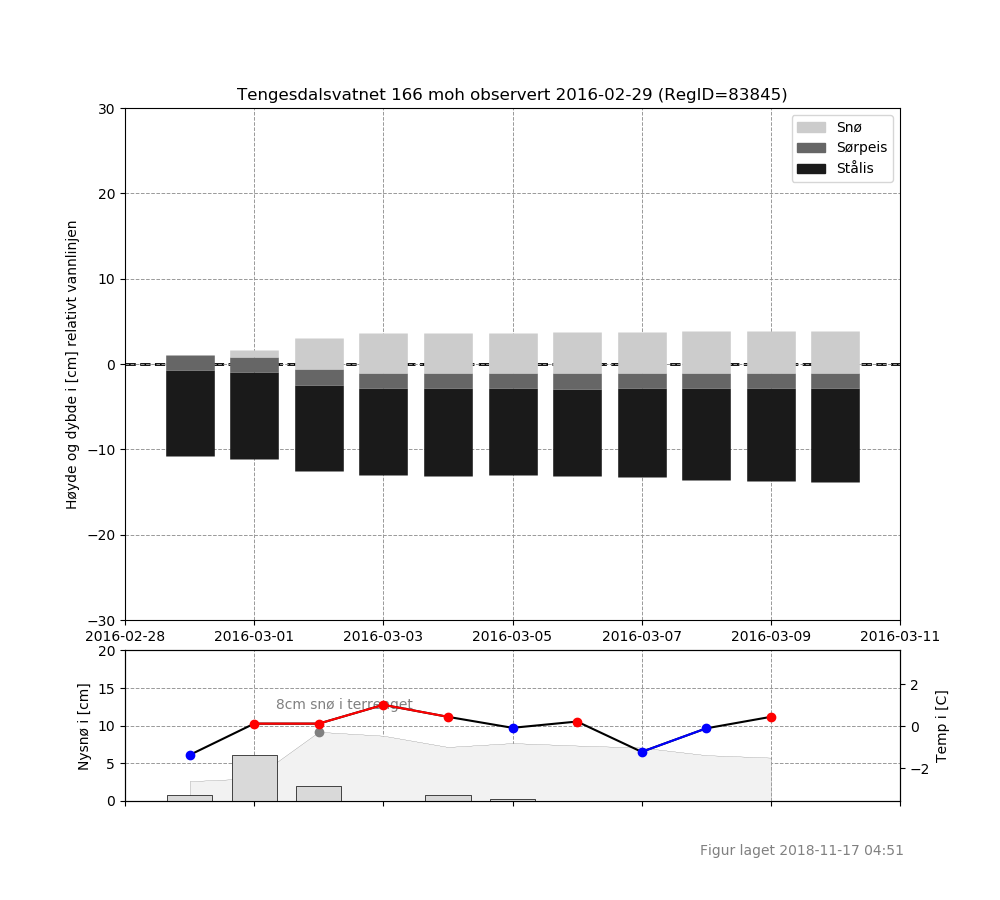 Tengesdalsvatnet 166 moh observert 2016-02-29 (RegID=83845)
Høyde og dybde i [cm] relativt vannlinjen
30
20
10
0
−10
−20
−30
Snø
Sørpeis
Stålis
2016-02-28 2016-03-01 2016-03-03 2016-03-05 2016-03-07 2016-03-09 2016-03-11
Nysnø i [cm]
20
15
10
5
0
8cm snø i terrenget
2
0
−2
Temp i [C]
Figur laget 2018-11-17 04:51